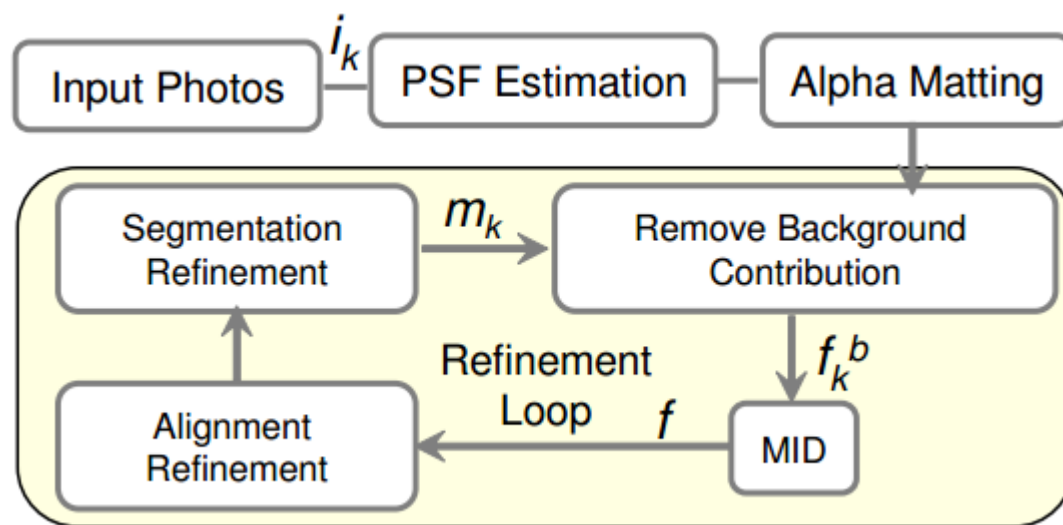 Input Photos
i_k
PSF Estimation
Alpha Matting
Segmentation
Refinement
m_k
Remove Background
Contribution
f_k^b
Refinement
Loop
f
Alignment
Refinement
MID